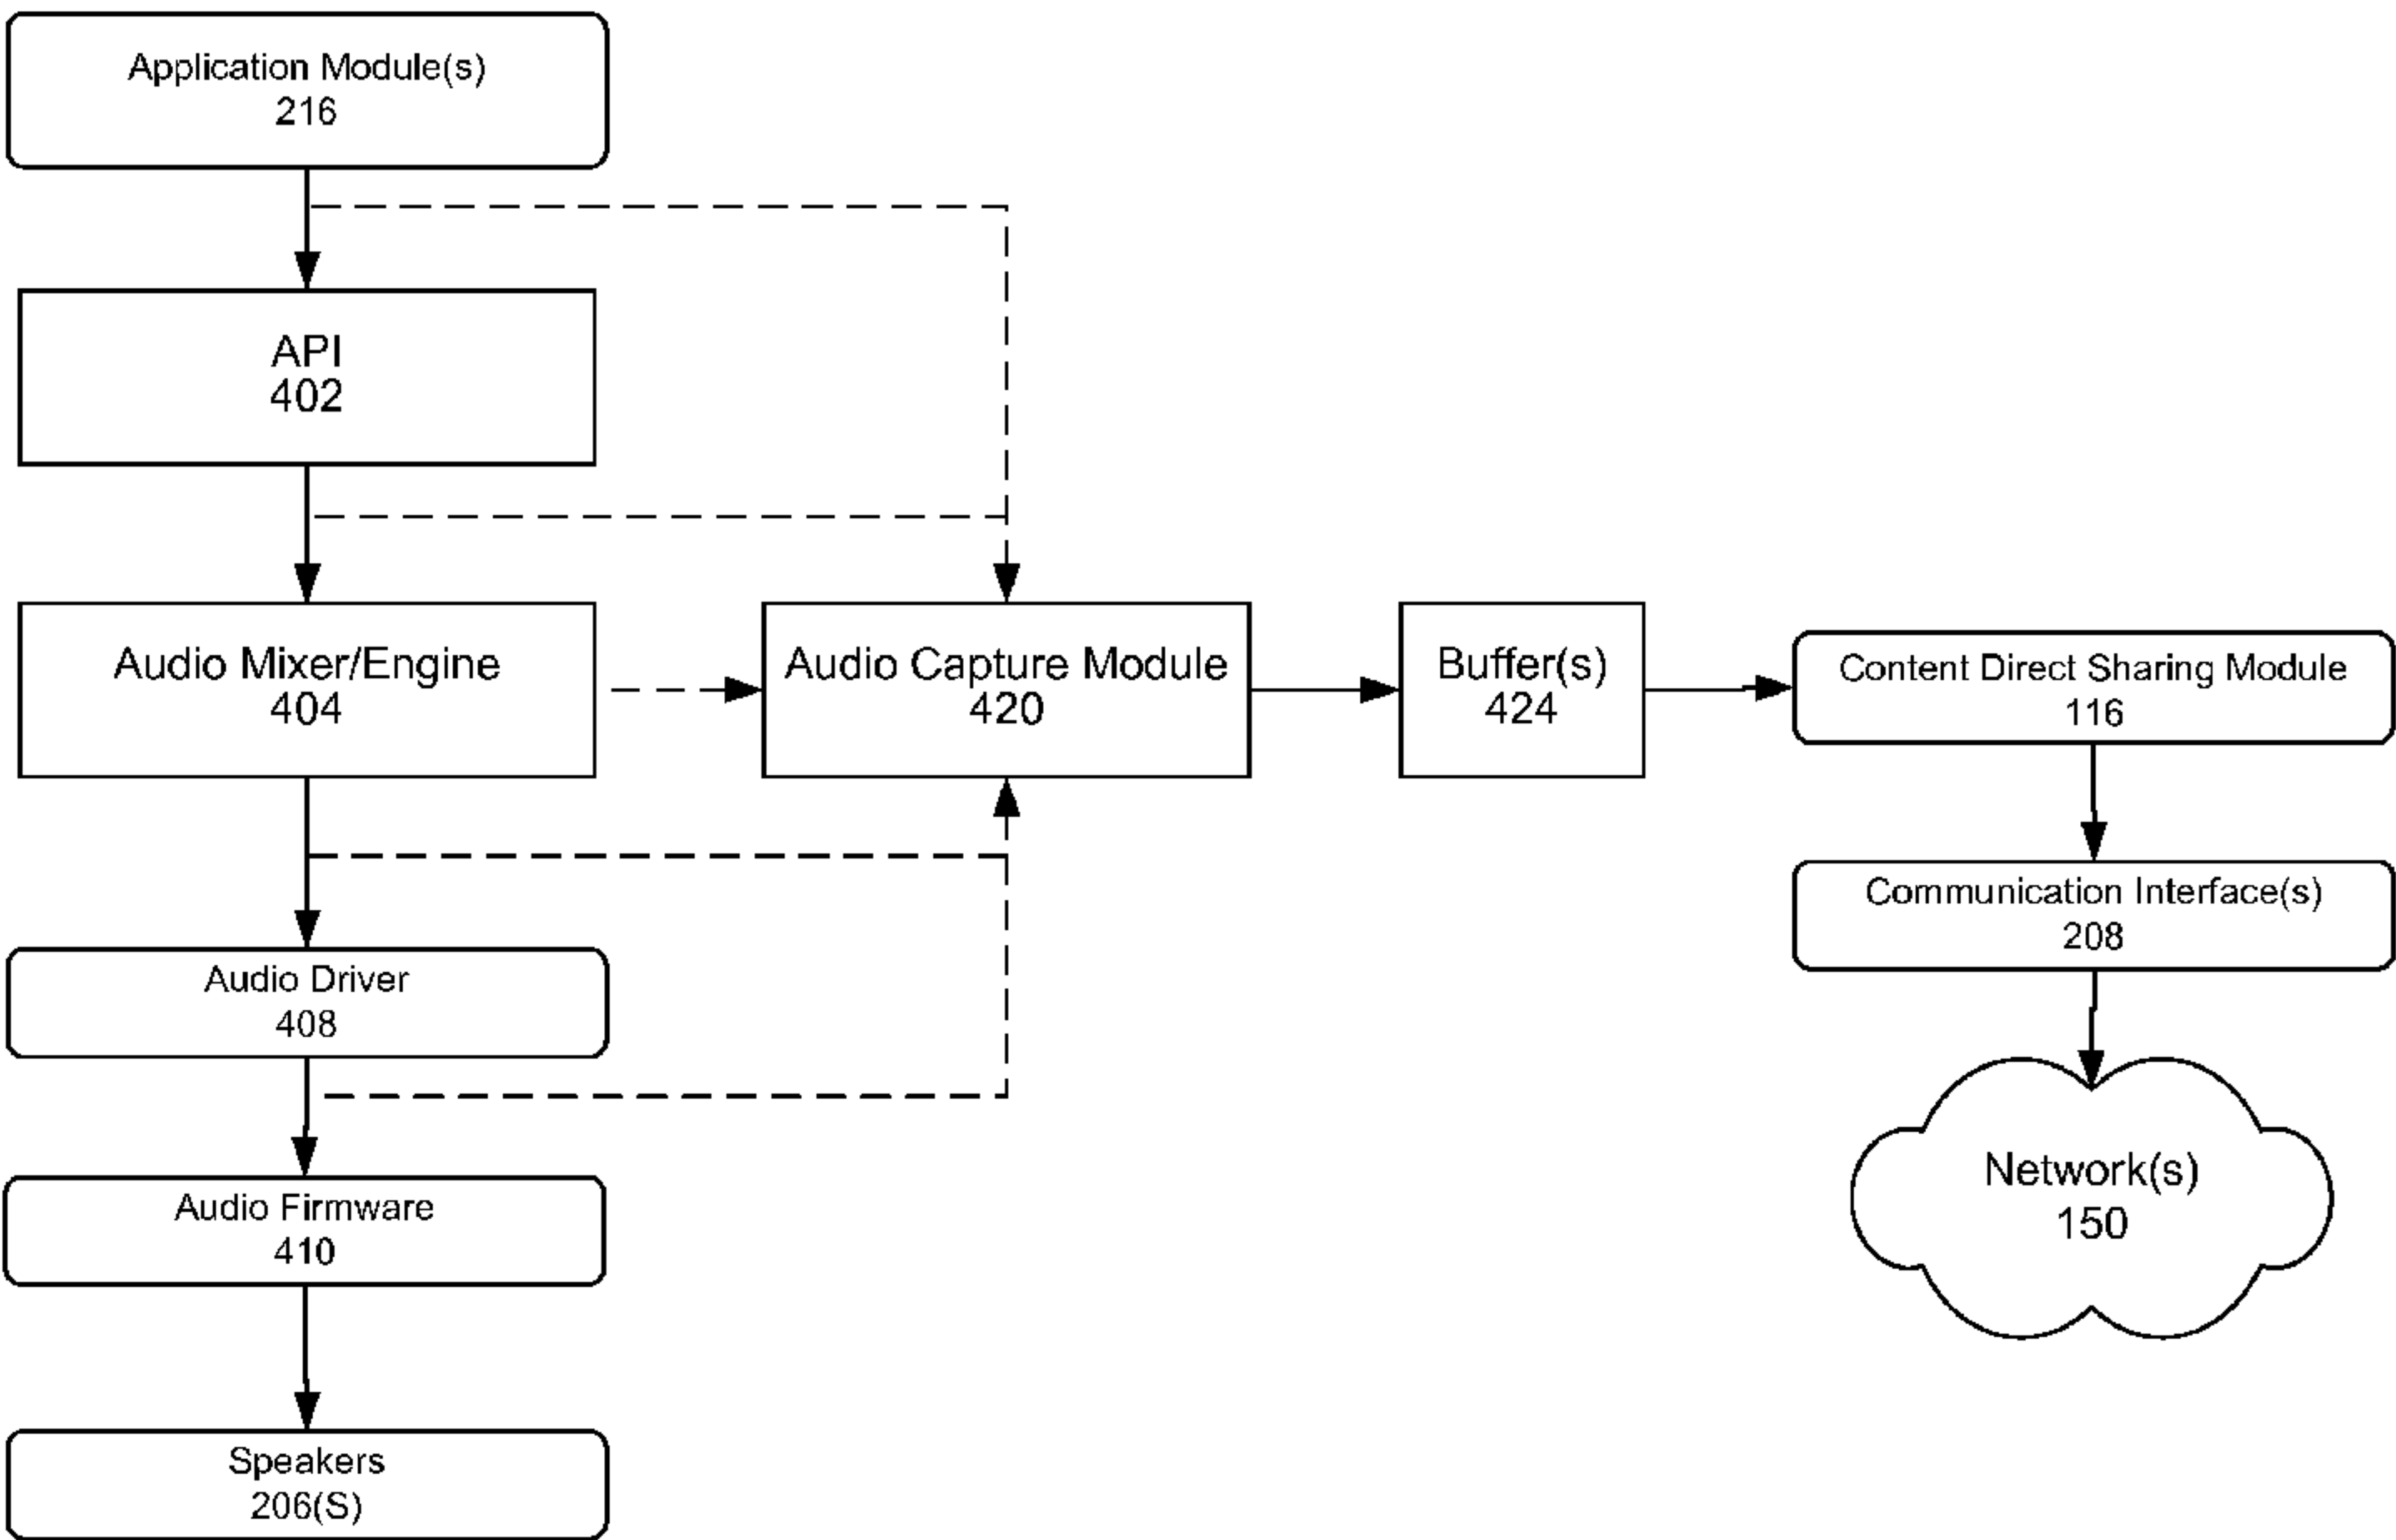 Application Module(s)
216
API
402
Audio Mixer/Engine
404
Audio Capture Module
420
Buffer(s)
424
Content Direct Sharing Module
116
Communication Interface(s)
208
Audio Driver
408
Network(s)
150
Audio Firmware
410
Speakers
206(S)